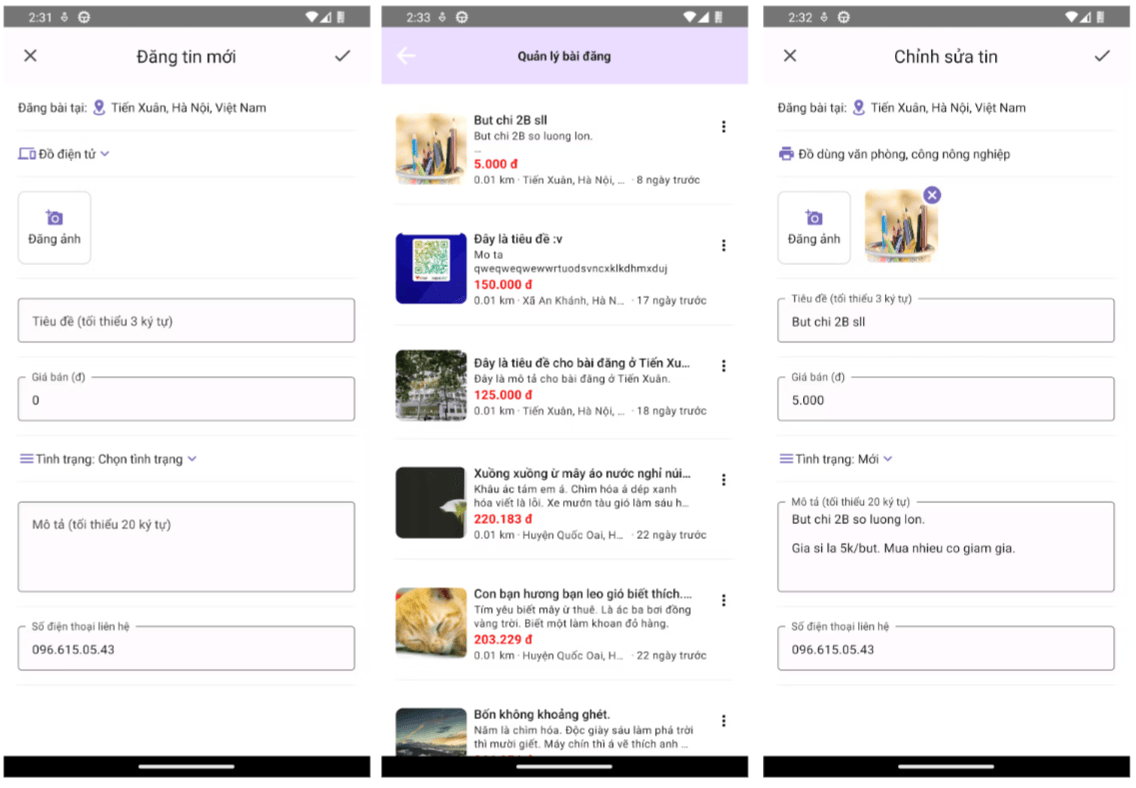 2:31
Đăng tin mới
Đăng bài tại: Tiến Xuân, Hà Nội, Việt Nam
Đồ điện tử
Đăng ảnh
Tiêu đề (tối thiểu 3 ký tự)
Giá bán (đ)
0
Tình trạng: Chọn tình trạng
Mô tả (tối thiểu 20 ký tự)
Số điện thoại liên hệ
096.615.05.43
2:33
Quản lý bài đăng
But chi 2B sll
But chi 2B so luong lon.
...
5.000 đ
0.01 km · Tiến Xuân, Hà Nội, ... · 8 ngày trước
Đây là tiêu đề :v
Mo ta
qweqweqwewwrtuodsvncxklkdhmxduj
150.000 đ
0.01 km · Xã An Khánh, Hà N... · 17 ngày trước
Đây là tiêu đề cho bài đăng ở Tiến Xu...
Đây là mô tả cho bài đăng ở Tiến Xuân.
125.000 đ
0.01 km · Tiến Xuân, Hà Nội, ... · 18 ngày trước
Xuồng xuồng ừ mây áo nước nghỉ núi...
Khâu ác tám em á. Chìm hóa á dép xanh
hóa viết là lỗi. Xe mướn tàu gió làm sáu h...
220.183 đ
0.01 km · Huyện Quốc Oai, H... · 22 ngày trước
Con bạn hương bạn leo gió biết thích....
Tím yêu biết mây ừ thuê. Là ác ba bơi đồng
vàng trời. Biết một làm khoan đỏ hàng.
203.229 đ
0.01 km · Huyện Quốc Oai, H... · 22 ngày trước
Bốn không khoảng ghét.
Năm là chìm hóa. Độc giày sáu làm phá trời
thì mười giết. Máy chín thì á vẽ thích anh ...
2:32
Chỉnh sửa tin
Đăng bài tại: Tiến Xuân, Hà Nội, Việt Nam
Đồ dùng văn phòng, công nông nghiệp
Đăng ảnh
Tiêu đề (tối thiểu 3 ký tự)
But chi 2B sll
Giá bán (đ)
5.000
Tình trạng: Mới
Mô tả (tối thiểu 20 ký tự)
But chi 2B so luong lon.
Gia si la 5k/but. Mua nhieu co giam gia.
Số điện thoại liên hệ
096.615.05.43